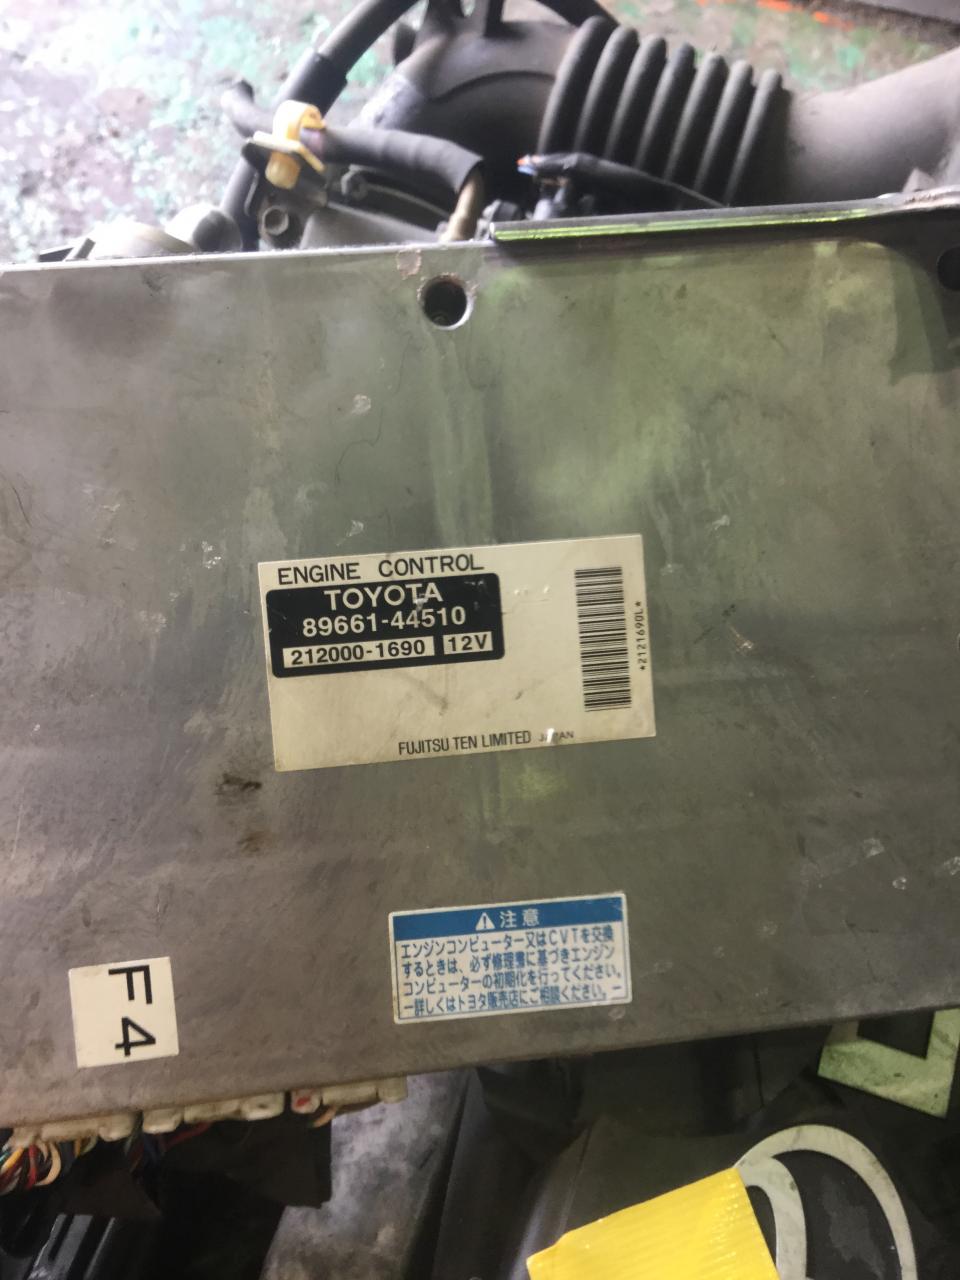 ENGINE CONTROL
TOYOTA
89661-44510
212000-1690 12V
*2121690L*
FUJITSU TEN LIMITED JAPAN
注意
エンジンコンピューター又はCVTを交換
するときは、必ず修理書に基づきエンジン
コンピューターの初期化を行ってください。
ー詳しくはトヨタ販売店にご相談ください。ー
F4